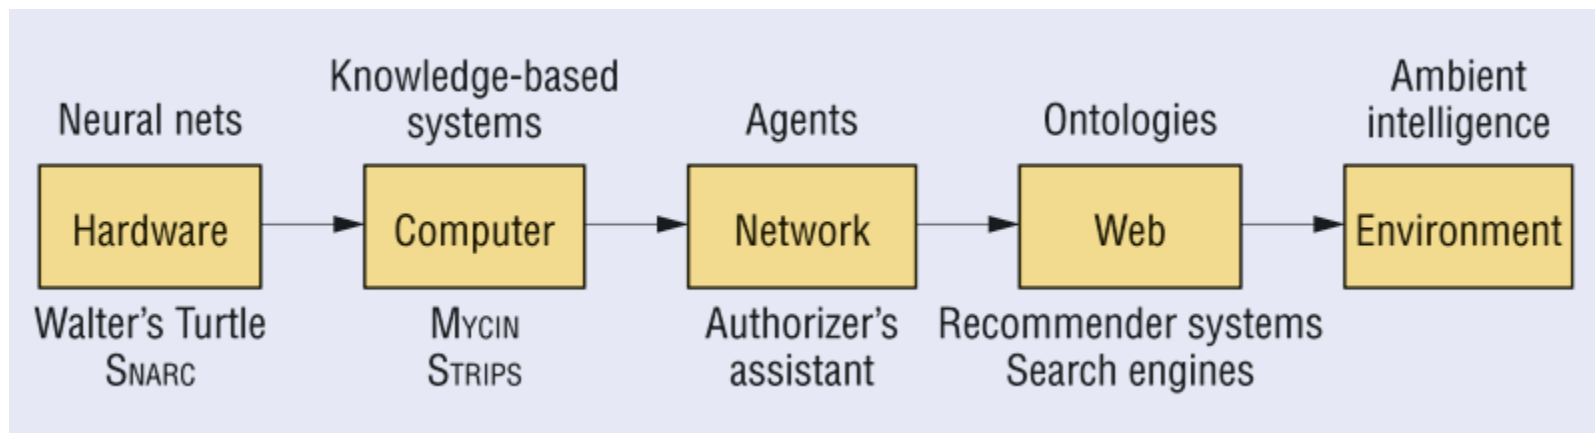 Neural nets
Knowledge-based
systems
Agents
Ontologies
Ambient
intelligence
Hardware
Computer
Network
Web
Environment
Walter's Turtle
SNARC
MYCIN
STRIPS
Authorizer's
assistant
Recommender systems
Search engines